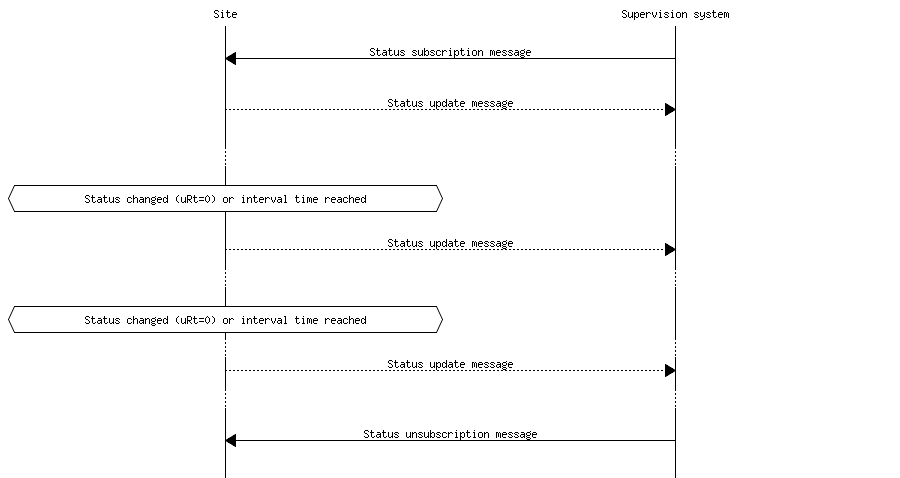 Site
Supervision system
Status subscription message
Status update message
Status changed (uRt=0) or interval time reached
Status update message
Status changed (uRt=0) or interval time reached
Status update message
Status unsubscription message